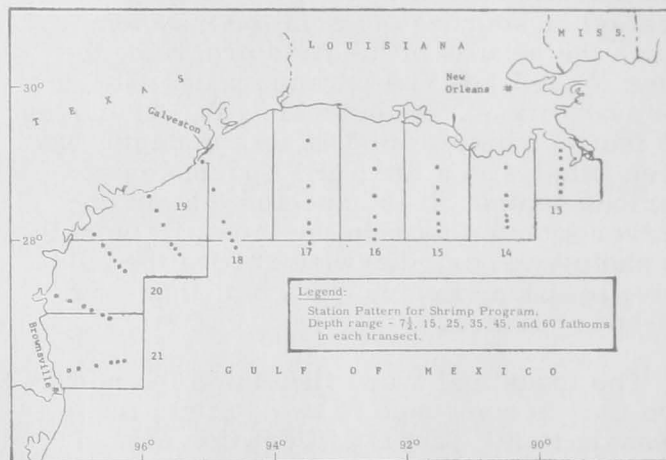 MISS.
LOUISIANA
New
Orleans
30°
TEXAS
Galveston
13
19
28°
18
17
16
15
14
20
Legend:
Station Pattern for Shrimp Program,
Depth range - 7½, 15, 25, 35, 45, and 60 fathoms
in each transect.
21
Brownsville
GULF OF MEXICO
96°
94°
92°
90°